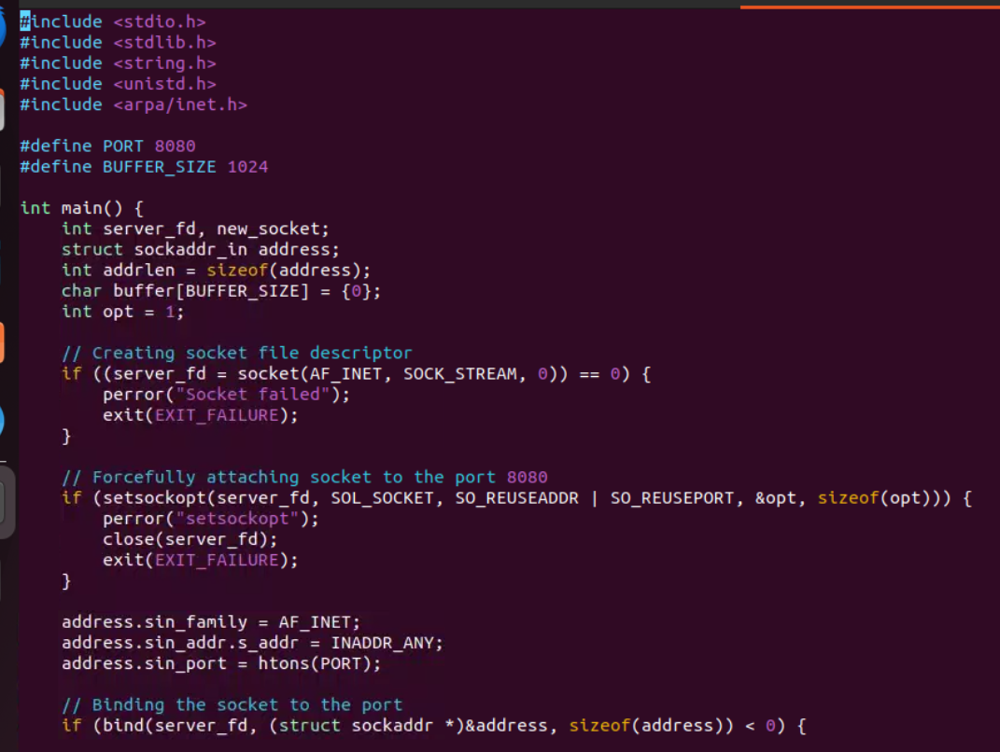 #include <stdio.h>
#include <stdlib.h>
#include <string.h>
#include <unistd.h>
#include <arpa/inet.h>

#define PORT 8080
#define BUFFER_SIZE 1024

int main() {
    int server_fd, new_socket;
    struct sockaddr_in address;
    int addrlen = sizeof(address);
    char buffer[BUFFER_SIZE] = {0};
    int opt = 1;

    // Creating socket file descriptor
    if ((server_fd = socket(AF_INET, SOCK_STREAM, 0)) == 0) {
        perror("Socket failed");
        exit(EXIT_FAILURE);
    }

    // Forcefully attaching socket to the port 8080
    if (setsockopt(server_fd, SOL_SOCKET, SO_REUSEADDR | SO_REUSEPORT, &opt, sizeof(opt))) {
        perror("setsockopt");
        close(server_fd);
        exit(EXIT_FAILURE);
    }

    address.sin_family = AF_INET;
    address.sin_addr.s_addr = INADDR_ANY;
    address.sin_port = htons(PORT);

    // Binding the socket to the port
    if (bind(server_fd, (struct sockaddr *)&address, sizeof(address)) < 0) {